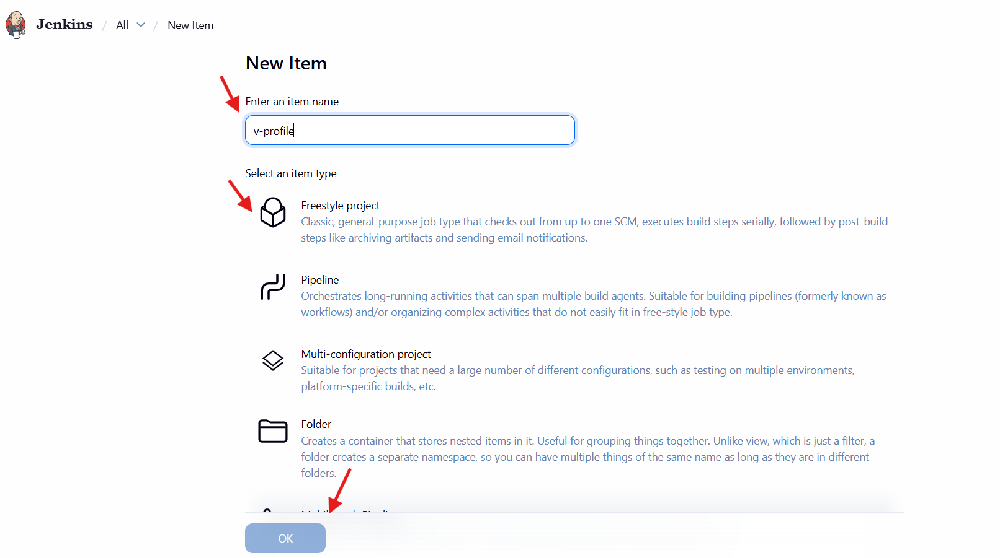 Jenkins / All / New Item
New Item
Enter an item name
v-profile
Select an item type
Freestyle project
Classic, general-purpose job type that checks out from up to one SCM, executes build steps serially, followed by post-build
steps like archiving artifacts and sending email notifications.
Pipeline
Orchestrates long-running activities that can span multiple build agents. Suitable for building pipelines (formerly known as
workflows) and/or organizing complex activities that do not easily fit in free-style job type.
Multi-configuration project
Suitable for projects that need a large number of different configurations, such as testing on multiple environments,
platform-specific builds, etc.
Folder
Creates a container that stores nested items in it. Useful for grouping things together. Unlike view, which is just a filter, a
folder creates a separate namespace, so you can have multiple things of the same name as long as they are in different
folders.
OK